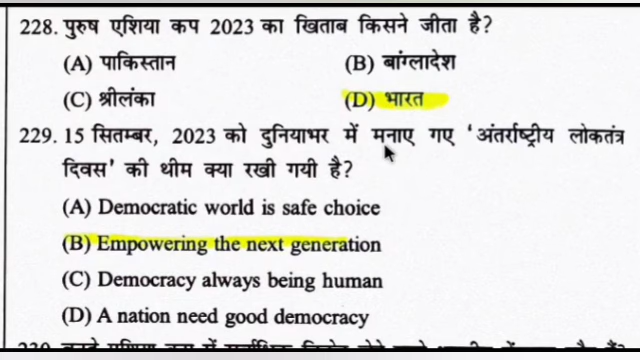 228. पुरुष एशिया कप 2023 का खिताब किसने जीता है?
(A) पाकिस्तान (B) बांग्लादेश
(C) श्रीलंका (D) भारत
229. 15 सितम्बर, 2023 को दुनियाभर में मनाए गए 'अंतर्राष्ट्रीय लोकतंत्र
दिवस' की थीम क्या रखी गयी है?
(A) Democratic world is safe choice
(B) Empowering the next generation
(C) Democracy always being human
(D) A nation need good democracy